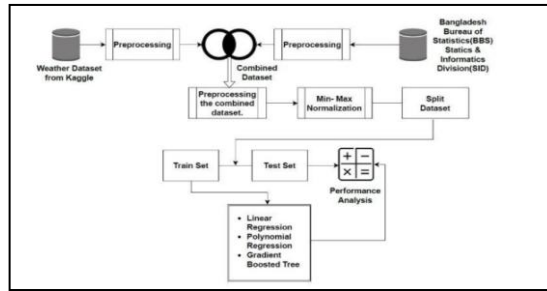 Weather Dataset
from Kaggle
Preprocessing
Combined
Dataset
Preprocessing
Bangladesh
Bureau of
Statistics(BBS)
Statics &
Informatics
Division(SID)
Preprocessing
the combined
dataset.
Min- Max
Normalization
Split
Dataset
Train Set
Test Set
+ −
× =
Performance
Analysis
• Linear
Regression
• Polynomial
Regression
• Gradient
Boosted Tree